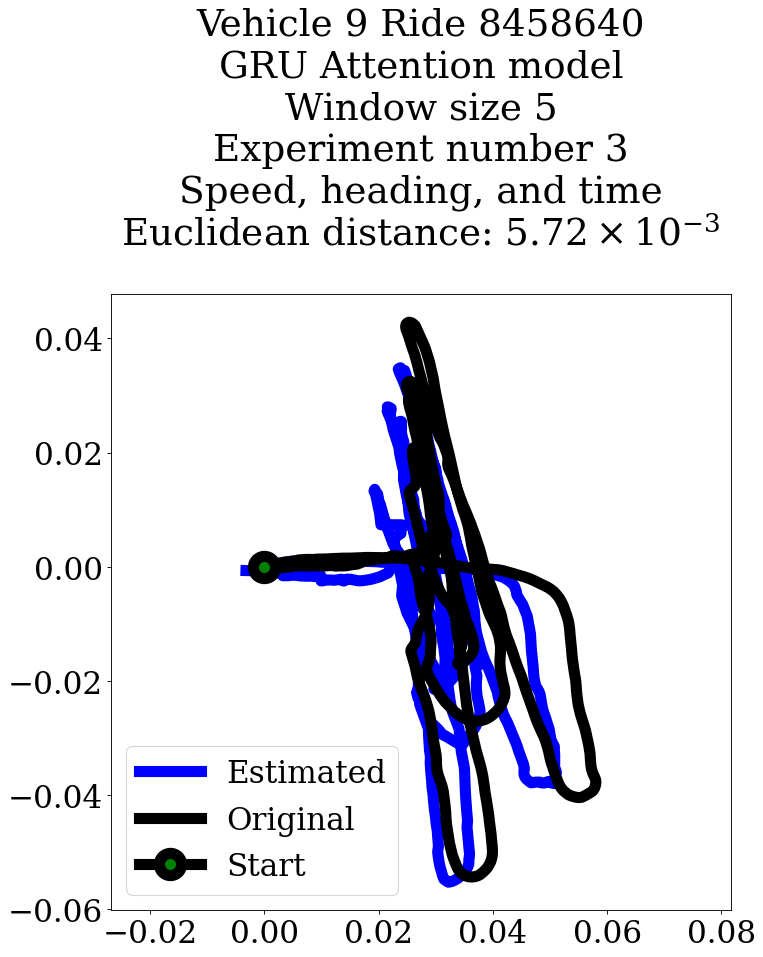 Vehicle 9 Ride 8458640
GRU Attention model
Window size 5
Experiment number 3
Speed, heading, and time
Euclidean distance: 5.72 × 10⁻³
0.04
0.02
0.00
−0.02
−0.04
−0.06
Estimated
Original
Start
−0.02 0.00 0.02 0.04 0.06 0.08